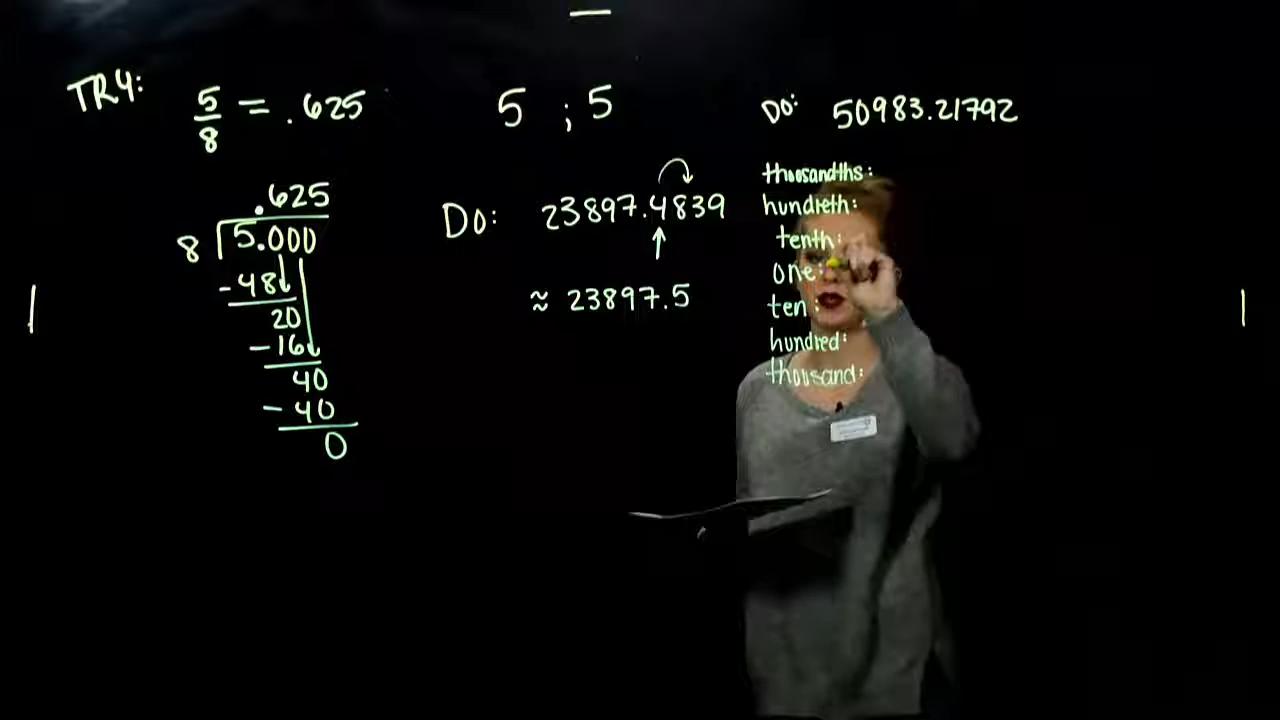 TRY:
5/8 = .625
.625
8 5.000
-48
20
-16
40
- 40
0
5 ; 5
Do: 23897.4839
≈ 23897.5
DO: 50983.21792
thousandths:
hundreth:
tenth:
one:
ten:
hundred:
thousand: